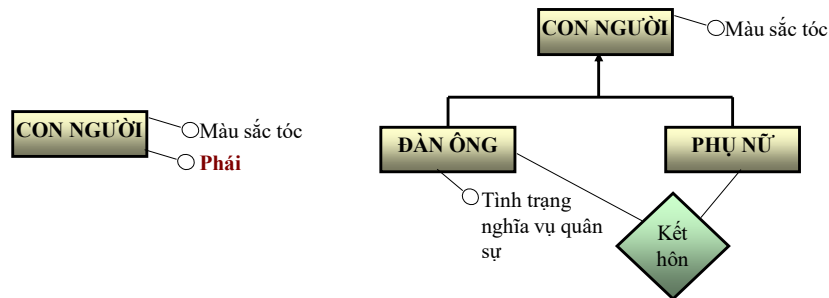 CON NGƯỜI
Màu sắc tóc
Phái
CON NGƯỜI
Màu sắc tóc
ĐÀN ÔNG
PHỤ NỮ
Tình trạng
nghĩa vụ quân
sự
Kết
hôn